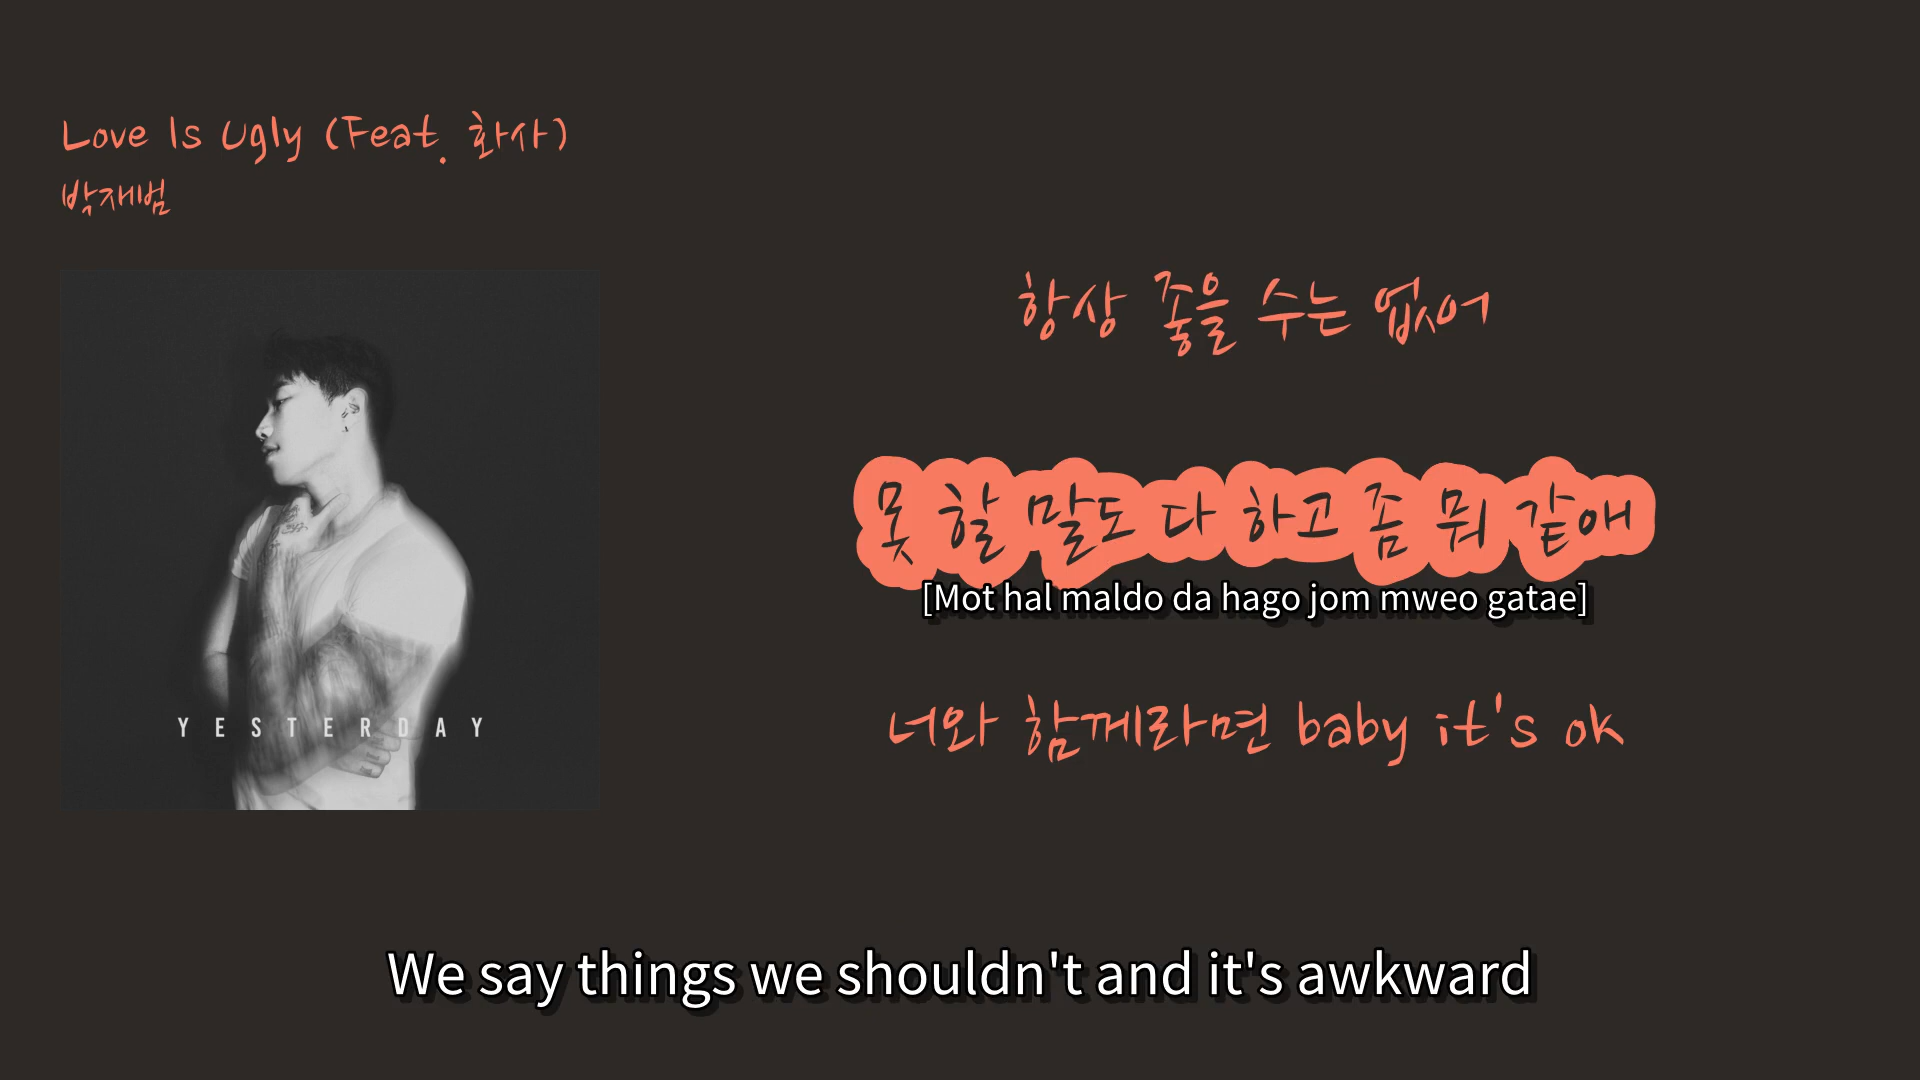 Love Is Ugly (Feat. 화사)
박재범
YESTERDAY
항상 좋을 수는 없어
못 할 말도 다 하고 좀 뭐 같애
[Mot hal maldo da hago jom mweo gatae]
너와 함께라면 baby it's ok
We say things we shouldn't and it's awkward